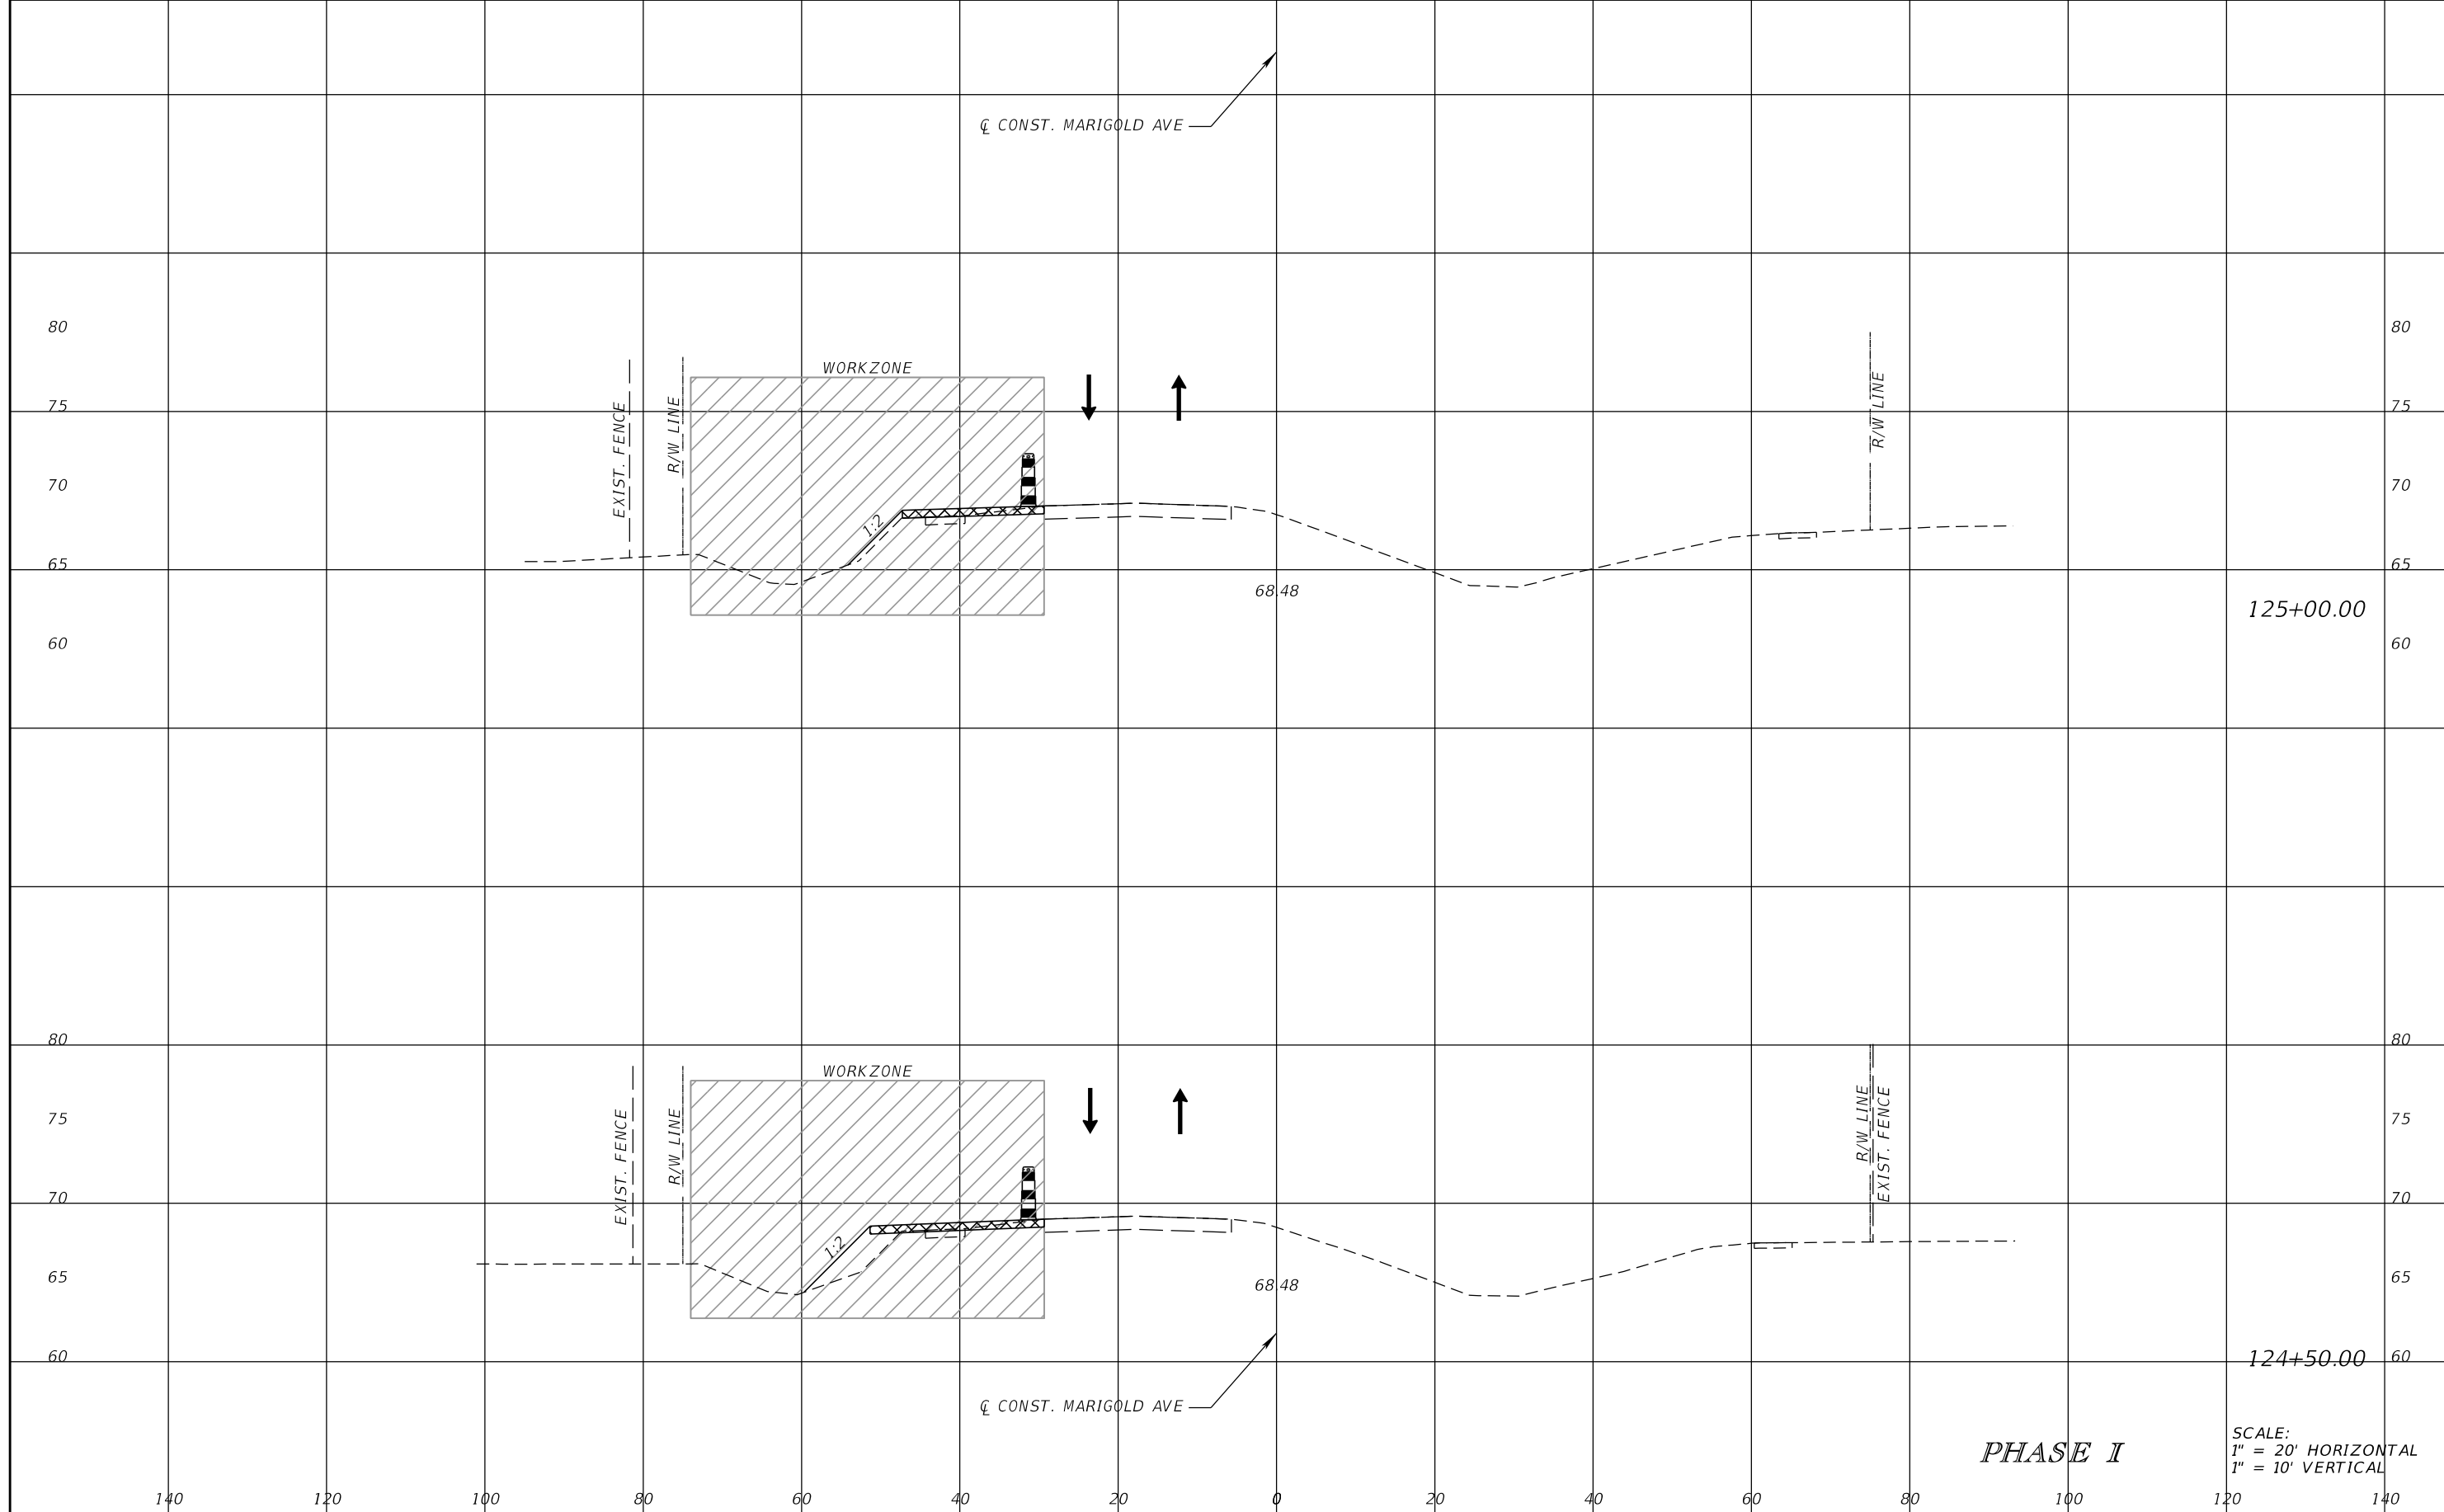 ℄ CONST. MARIGOLD AVE
80 80
WORKZONE
EXIST. FENCE
R/W LINE
R/W LINE
75 75
70 70
1:2
65 65
68.48
125+00.00
60 60
80 80
WORKZONE
EXIST. FENCE
R/W LINE
R/W LINE
EXIST. FENCE
75 75
70 70
1:2
65 65
68.48
60 124+50.00 60
℄ CONST. MARIGOLD AVE
PHASE I
SCALE:
1" = 20' HORIZONTAL
1" = 10' VERTICAL
140 120 100 80 60 40 20 0 20 40 60 80 100 120 140